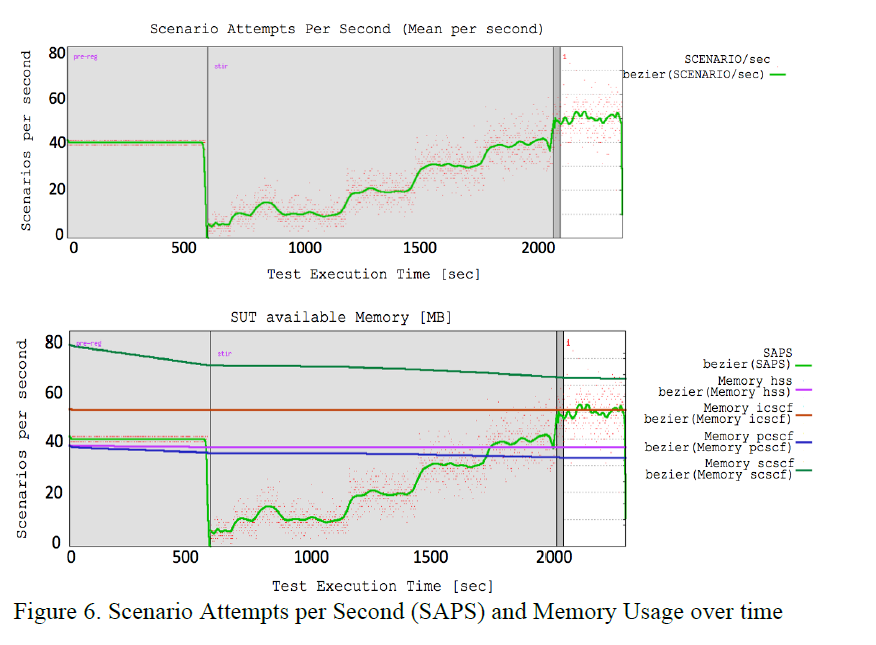 Scenario Attempts Per Second (Mean per second)
Scenarios per second
80
60
40
20
0
pre-reg
stir
1
SCENARIO/sec
bezier(SCENARIO/sec)
0
500
1000
1500
2000
Test Execution Time [sec]
SUT available Memory [MB]
Scenarios per second
80
60
40
20
0
pre-reg
stir
1
SAPS
bezier(SAPS)
Memory hss
bezier(Memory hss)
Memory icscf
bezier(Memory icscf)
Memory pcscf
bezier(Memory pcscf)
Memory scscf
bezier(Memory scscf)
0
500
1000
1500
2000
Test Execution Time [sec]
Figure 6. Scenario Attempts per Second (SAPS) and Memory Usage over time